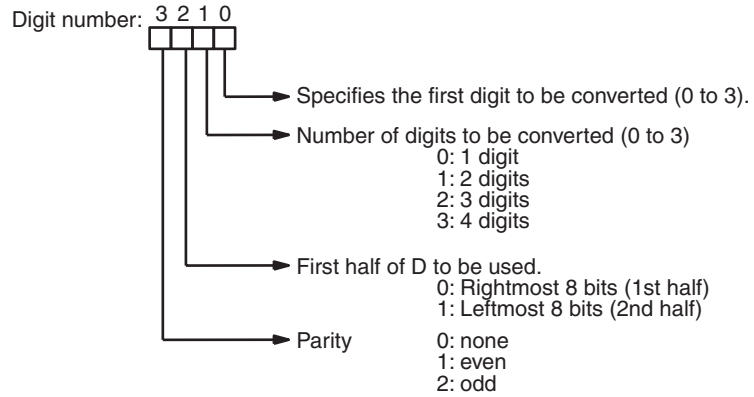 Digit number: 3 2 1 0
Specifies the first digit to be converted (0 to 3).
Number of digits to be converted (0 to 3)
0: 1 digit
1: 2 digits
2: 3 digits
3: 4 digits
First half of D to be used.
0: Rightmost 8 bits (1st half)
1: Leftmost 8 bits (2nd half)
Parity 0: none
1: even
2: odd